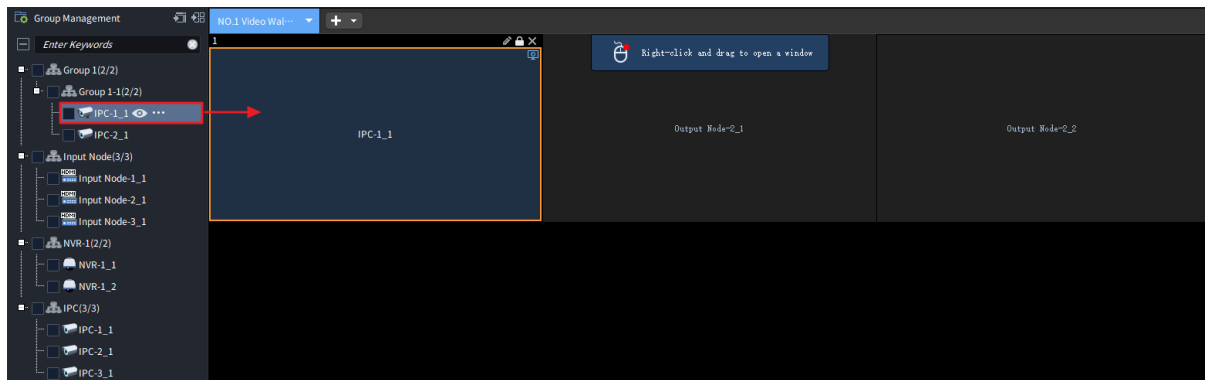 Group Management
NO.1 Video Wal···
Enter Keywords
1
Right-click and drag to open a window
Group 1(2/2)
Group 1-1(2/2)
IPC-1_1
IPC-2_1
IPC-1_1
Output Node-2_1
Output Node-2_2
Input Node(3/3)
HDMI
Input Node-1_1
HDMI
Input Node-2_1
HDMI
Input Node-3_1
NVR-1(2/2)
NVR-1_1
NVR-1_2
IPC(3/3)
IPC-1_1
IPC-2_1
IPC-3_1